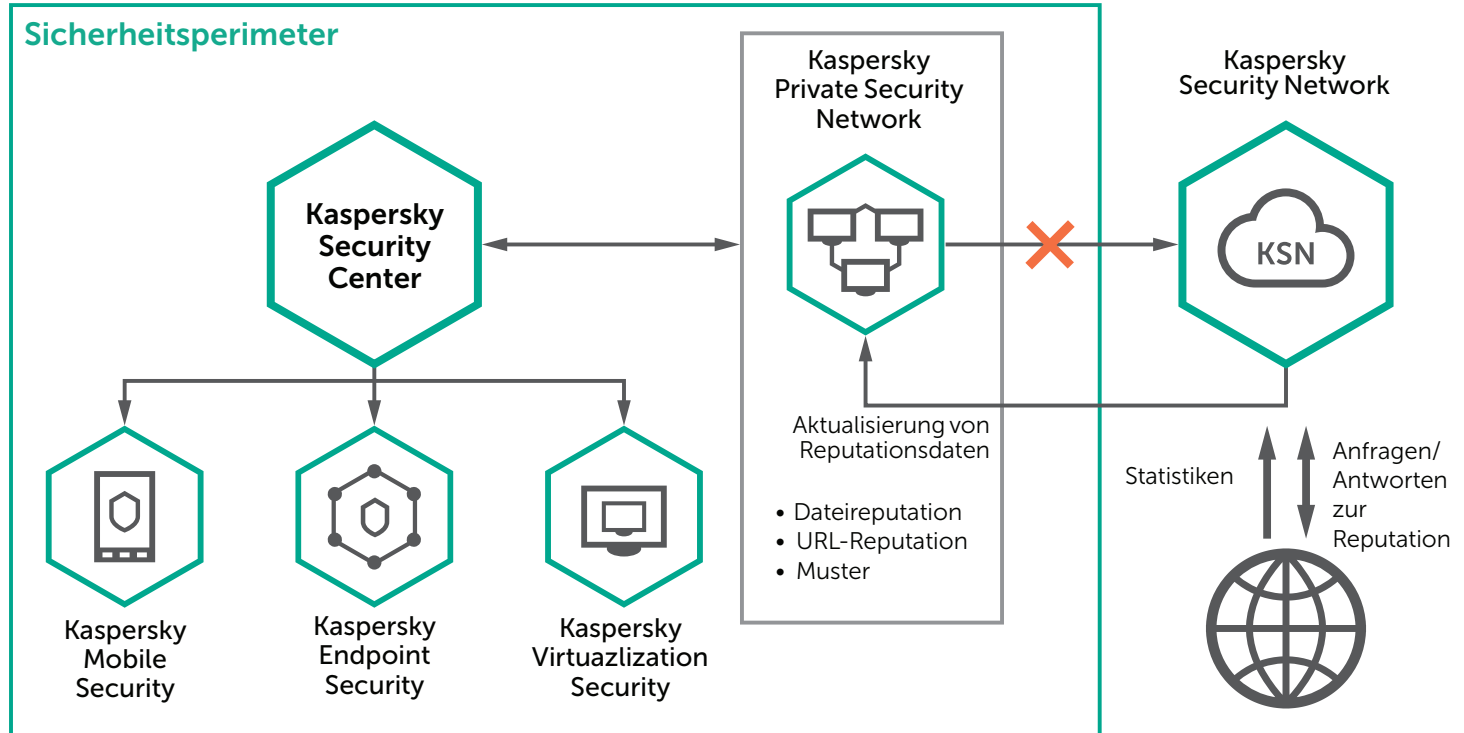 Sicherheitsperimeter
Kaspersky
Private Security
Network
Kaspersky
Security Network
Kaspersky
Security
Center
KSN
Aktualisierung von
Reputationsdaten
• Dateireputation
• URL-Reputation
• Muster
Statistiken
Anfragen/
Antworten
zur
Reputation
Kaspersky
Mobile
Security
Kaspersky
Endpoint
Security
Kaspersky
Virtuazlization
Security